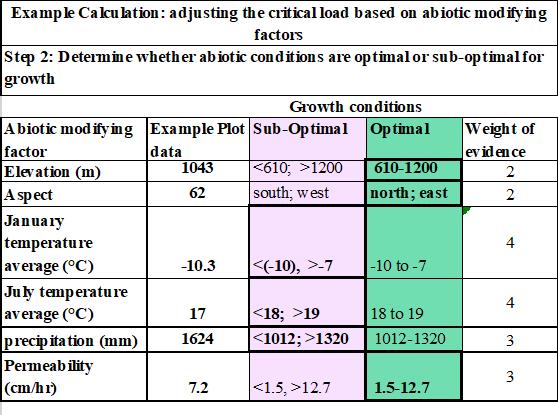 Example Calculation: adjusting the critical load based on abiotic modifying
factors
Step 2: Determine whether abiotic conditions are optimal or sub-optimal for
growth
Growth conditions
Abiotic modifying factor Example Plot data Sub-Optimal Optimal Weight of evidence
Elevation (m) 1043 <610; >1200 610-1200 2
Aspect 62 south; west north; east 2
January
temperature
average (°C) -10.3 <(-10), >-7 -10 to -7 4
July temperature
average (°C) 17 <18; >19 18 to 19 4
precipitation (mm) 1624 <1012; >1320 1012-1320 3
Permeability
(cm/hr) 7.2 <1.5, >12.7 1.5-12.7 3